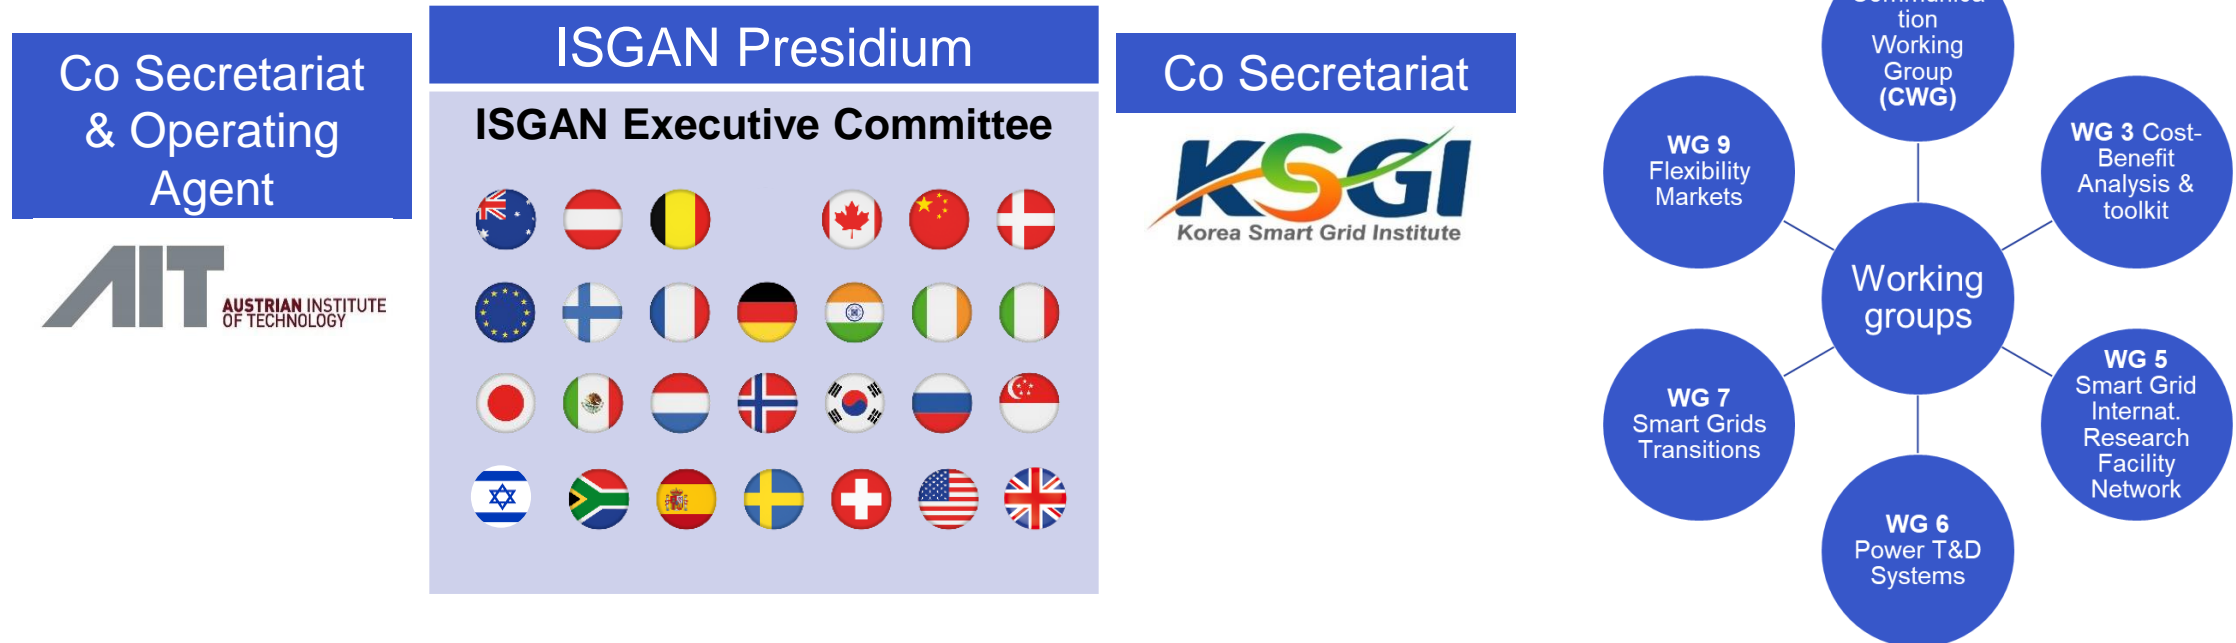 Co Secretariat
& Operating
Agent
AIT
AUSTRIAN INSTITUTE
OF TECHNOLOGY
ISGAN Presidium
ISGAN Executive Committee
Co Secretariat
KSGI
Korea Smart Grid Institute
tion
Working
Group
(CWG)
WG 3 Cost-
Benefit
Analysis &
toolkit
WG 5
Smart Grid
Internat.
Research
Facility
Network
WG 6
Power T&D
Systems
WG 7
Smart Grids
Transitions
WG 9
Flexibility
Markets
Working
groups